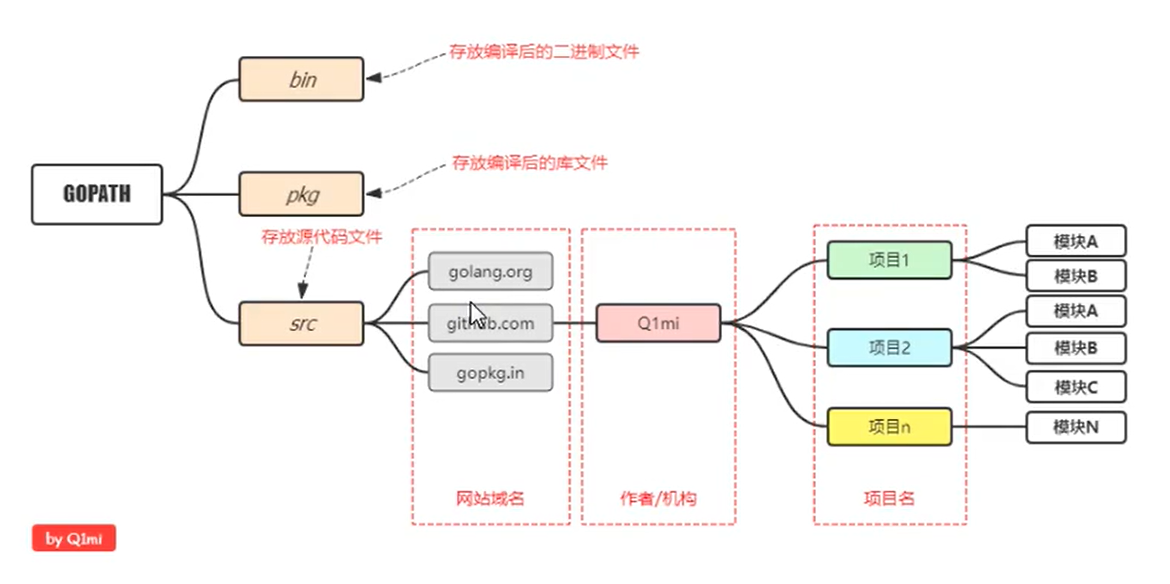 存放编译后的二进制文件
bin
存放编译后的库文件
GOPATH
pkg
存放源代码文件
src
golang.org
github.com
gopkg.in
网站域名
Q1mi
作者/机构
项目1
项目2
项目n
项目名
模块A
模块B
模块A
模块B
模块C
模块N
by Q1mi